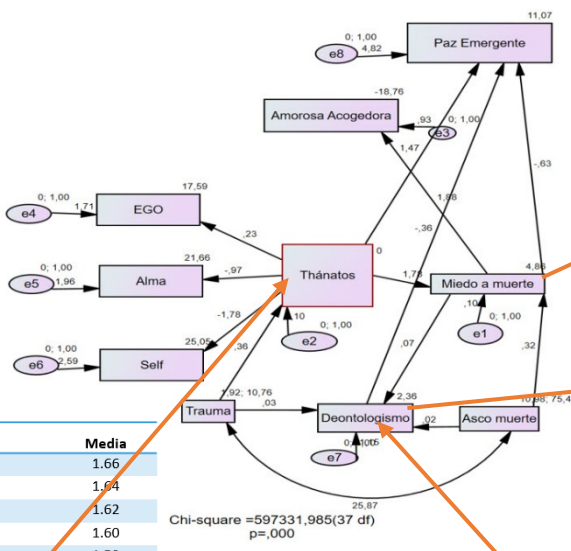 11,07
0; 1,00
e8
4,82
Paz Emergente
-18,76
Amorosa Acogedora
,93
0; 1,00
e3
1,47
17,59
0; 1,00
e4
1,71
EGO
-,63
-,36
,23
0
21,66
0; 1,00
e5
1,96
Alma
-,97
Thánatos
1,73
4,86
Miedo a muerte
-1,78
25,05
0; 1,00
e6
2,59
Self
,36
,10
0; 1,00
e2
,10
0; 1,00
e1
,07
,32
Trauma
1,92; 10,76
,03
2,36
Deontologismo
,02
Asco muerte
e7
25,87
Chi-square =597331,985(37 df)
p=,000
Media
1.66
1.64
1.62
1.60